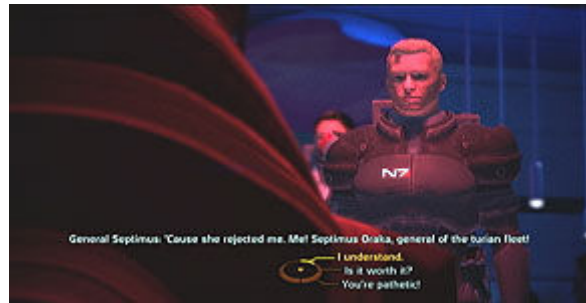 N7
General Septimus: 'Cause she rejected me. Me! Septimus Oraka, general of the turian fleet!
I understand.
Is it worth it?
You're pathetic!